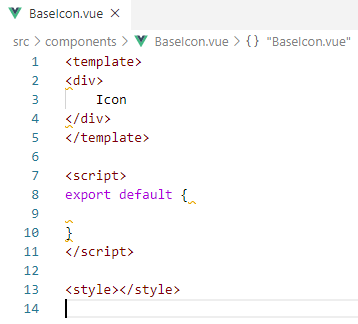 BaseIcon.vue ×
src > components > BaseIcon.vue > {} "BaseIcon.vue"
1 <template>
2 <div>
3     Icon
4 </div>
5 </template>
6
7 <script>
8 export default {
9
10 }
11 </script>
12
13 <style></style>
14